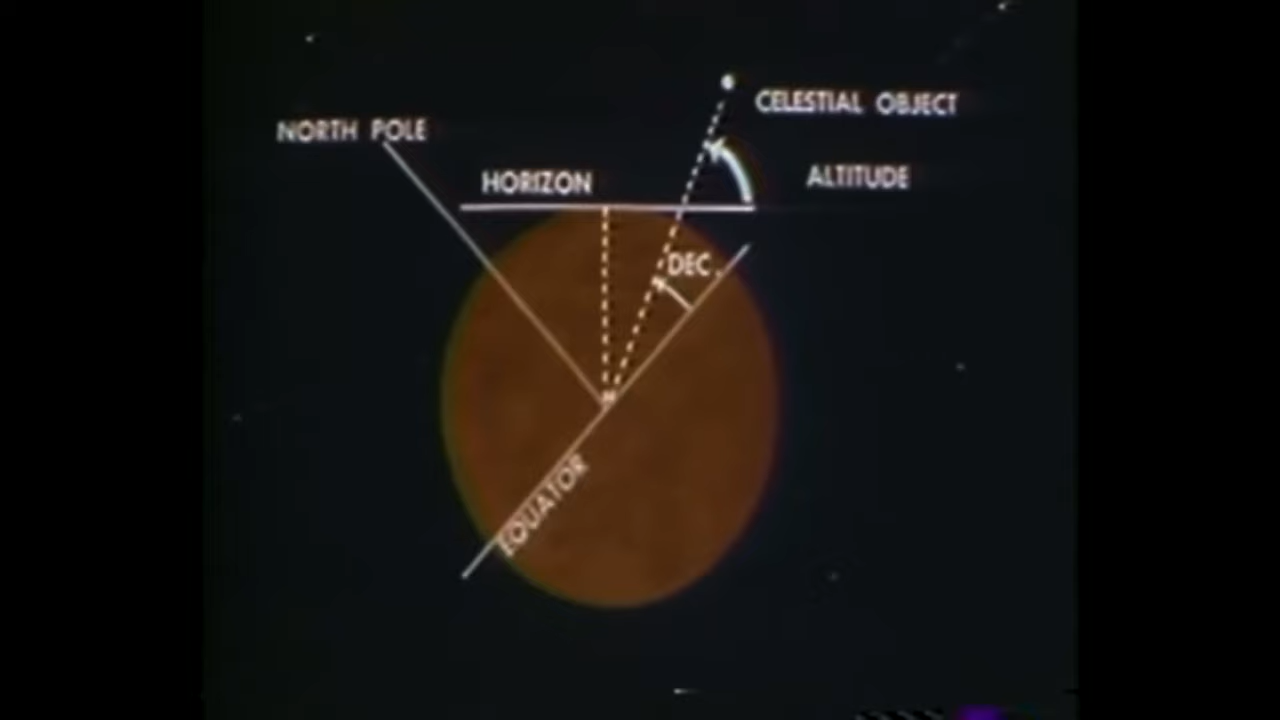 CELESTIAL OBJECT
NORTH POLE
HORIZON
ALTITUDE
DEC.
EQUATOR